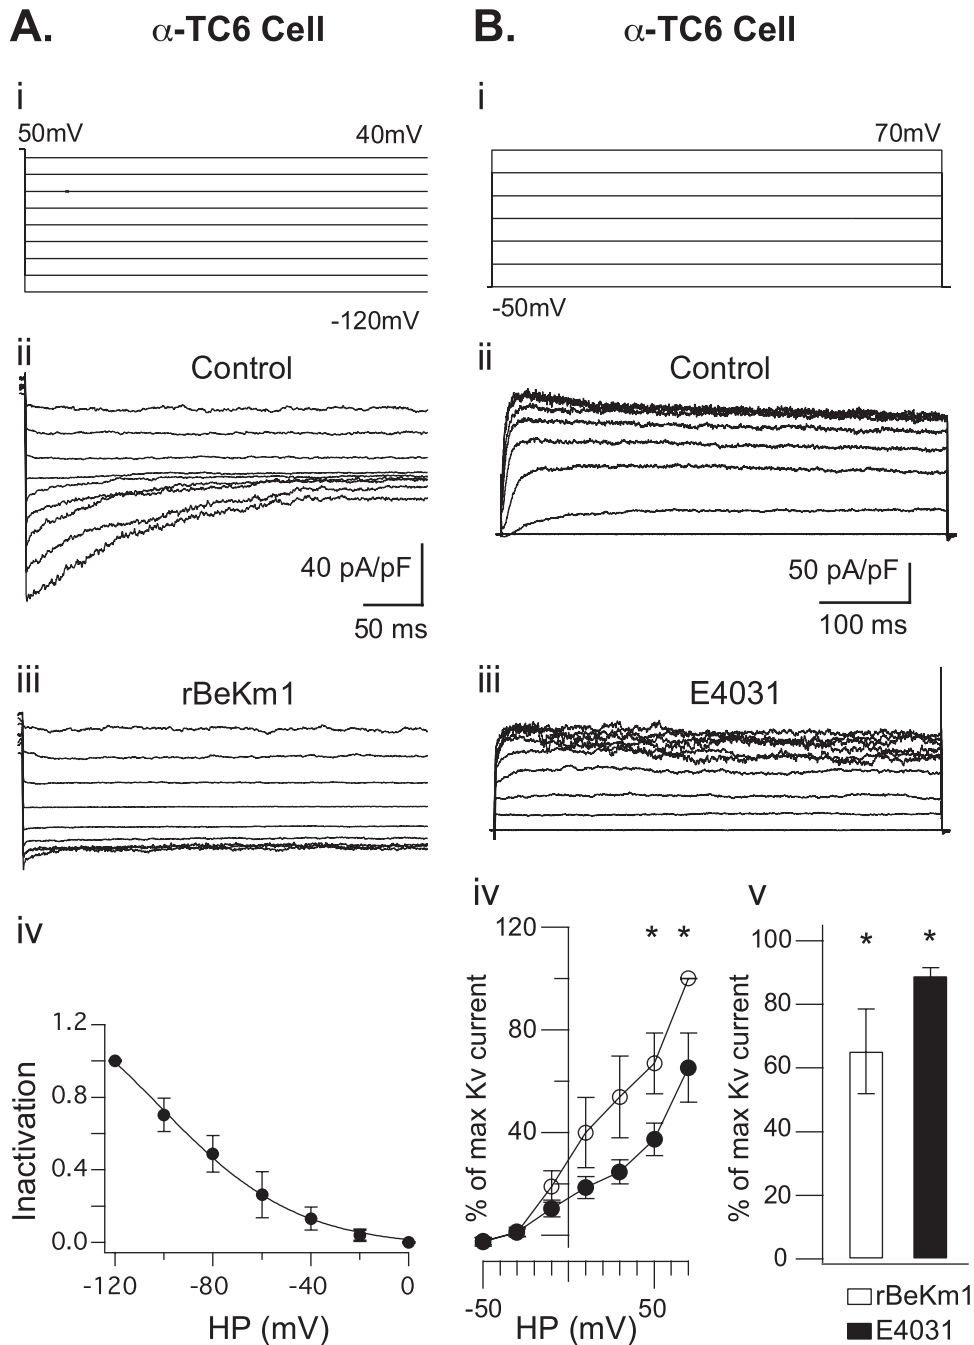 A. α-TC6 Cell
i
50mV 40mV
-120mV
ii
Control
40 pA/pF
50 ms
iii
rBeKm1
iv
Inactivation
1.2
0.8
0.4
0.0
-120 -80 -40 0
HP (mV)
B. α-TC6 Cell
i
70mV
-50mV
ii
Control
50 pA/pF
100 ms
iii
E4031
iv
% of max Kv current
120
80
40
* *
-50 50
HP (mV)
v
% of max Kv current
100
80
60
40
20
0
* *
rBeKm1
E4031